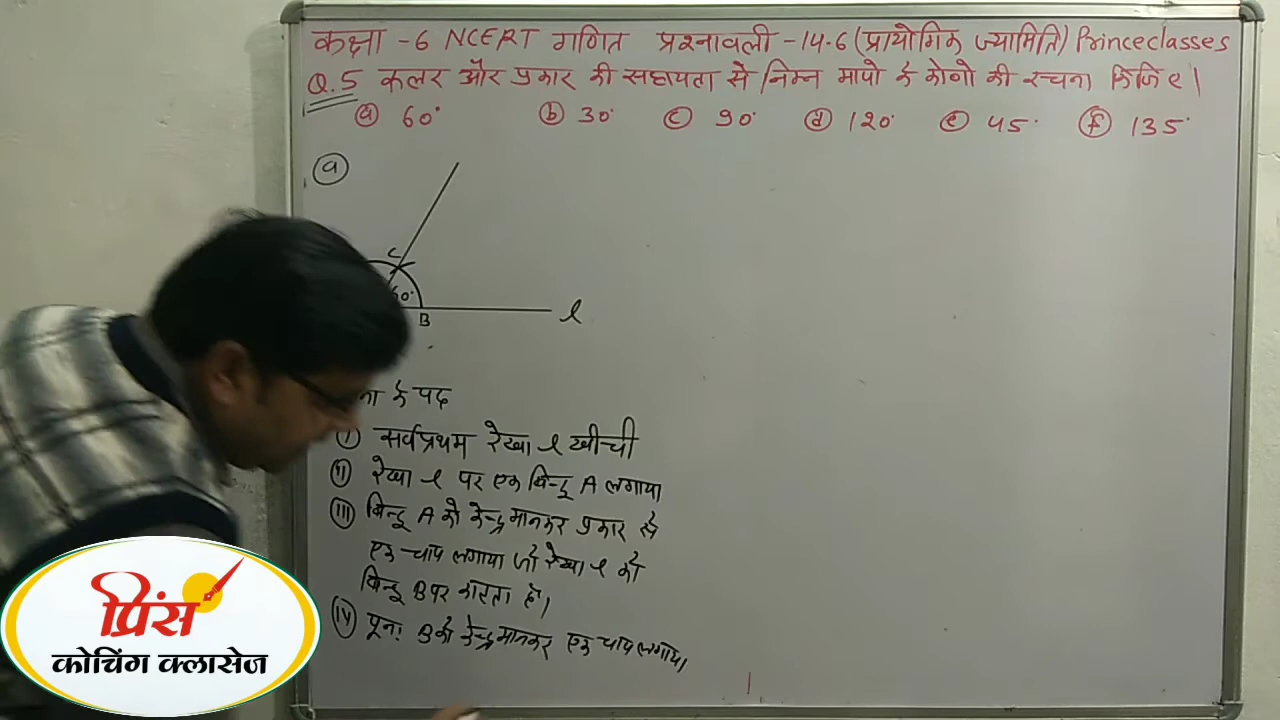 कक्षा -6 NCERT गणित प्रश्नावली -14.6 (प्रायोगिक ज्यामिति) Princeclasses
Q.5 कलर और प्रकार की सहायता से निम्न मापो के कोणो की रचना किजिए।
(a) 60° (b) 30° (c) 90° (d) 120° (e) 45° (f) 135°
(a)
C
60°
B
l
ना के पद
(i) सर्वप्रथम रेखा l खीची
(ii) रेखा l पर एक बिन्दू A लगाया
(iii) बिन्दू A को केन्द्र मानकर प्रकार से
एक चाप लगाया जो रेखा l को
बिन्दू B पर काटता है।
(iv) पून: B को केन्द्र मानकर एक चाप लगाया।
प्रिंस
कोचिंग क्लासेज